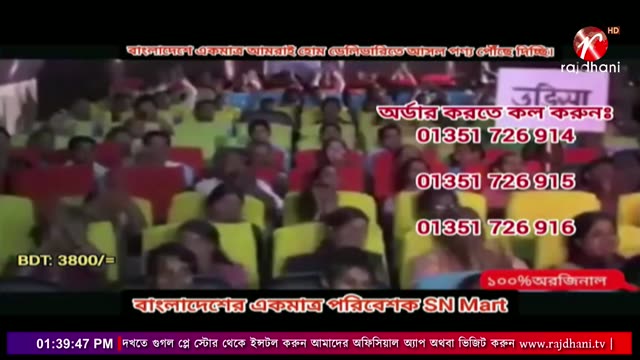 বাংলাদেশে একমাত্র আমরাই হোম ডেলিভারিতে আসল পণ্য পৌঁছে দিচ্ছি।
HD
rajdhani
অর্ডার করতে কল করুনঃ
01351 726 914
01351 726 915
01351 726 916
BDT: 3800/=
১০০%অরজিনাল
বাংলাদেশের একমাত্র পরিবেশক SN Mart
01:39:47 PM
দখতে গুগল প্লে স্টোর থেকে ইন্সটল করুন আমাদের অফিসিয়াল অ্যাপ অথবা ভিজিট করুন www.rajdhani.tv